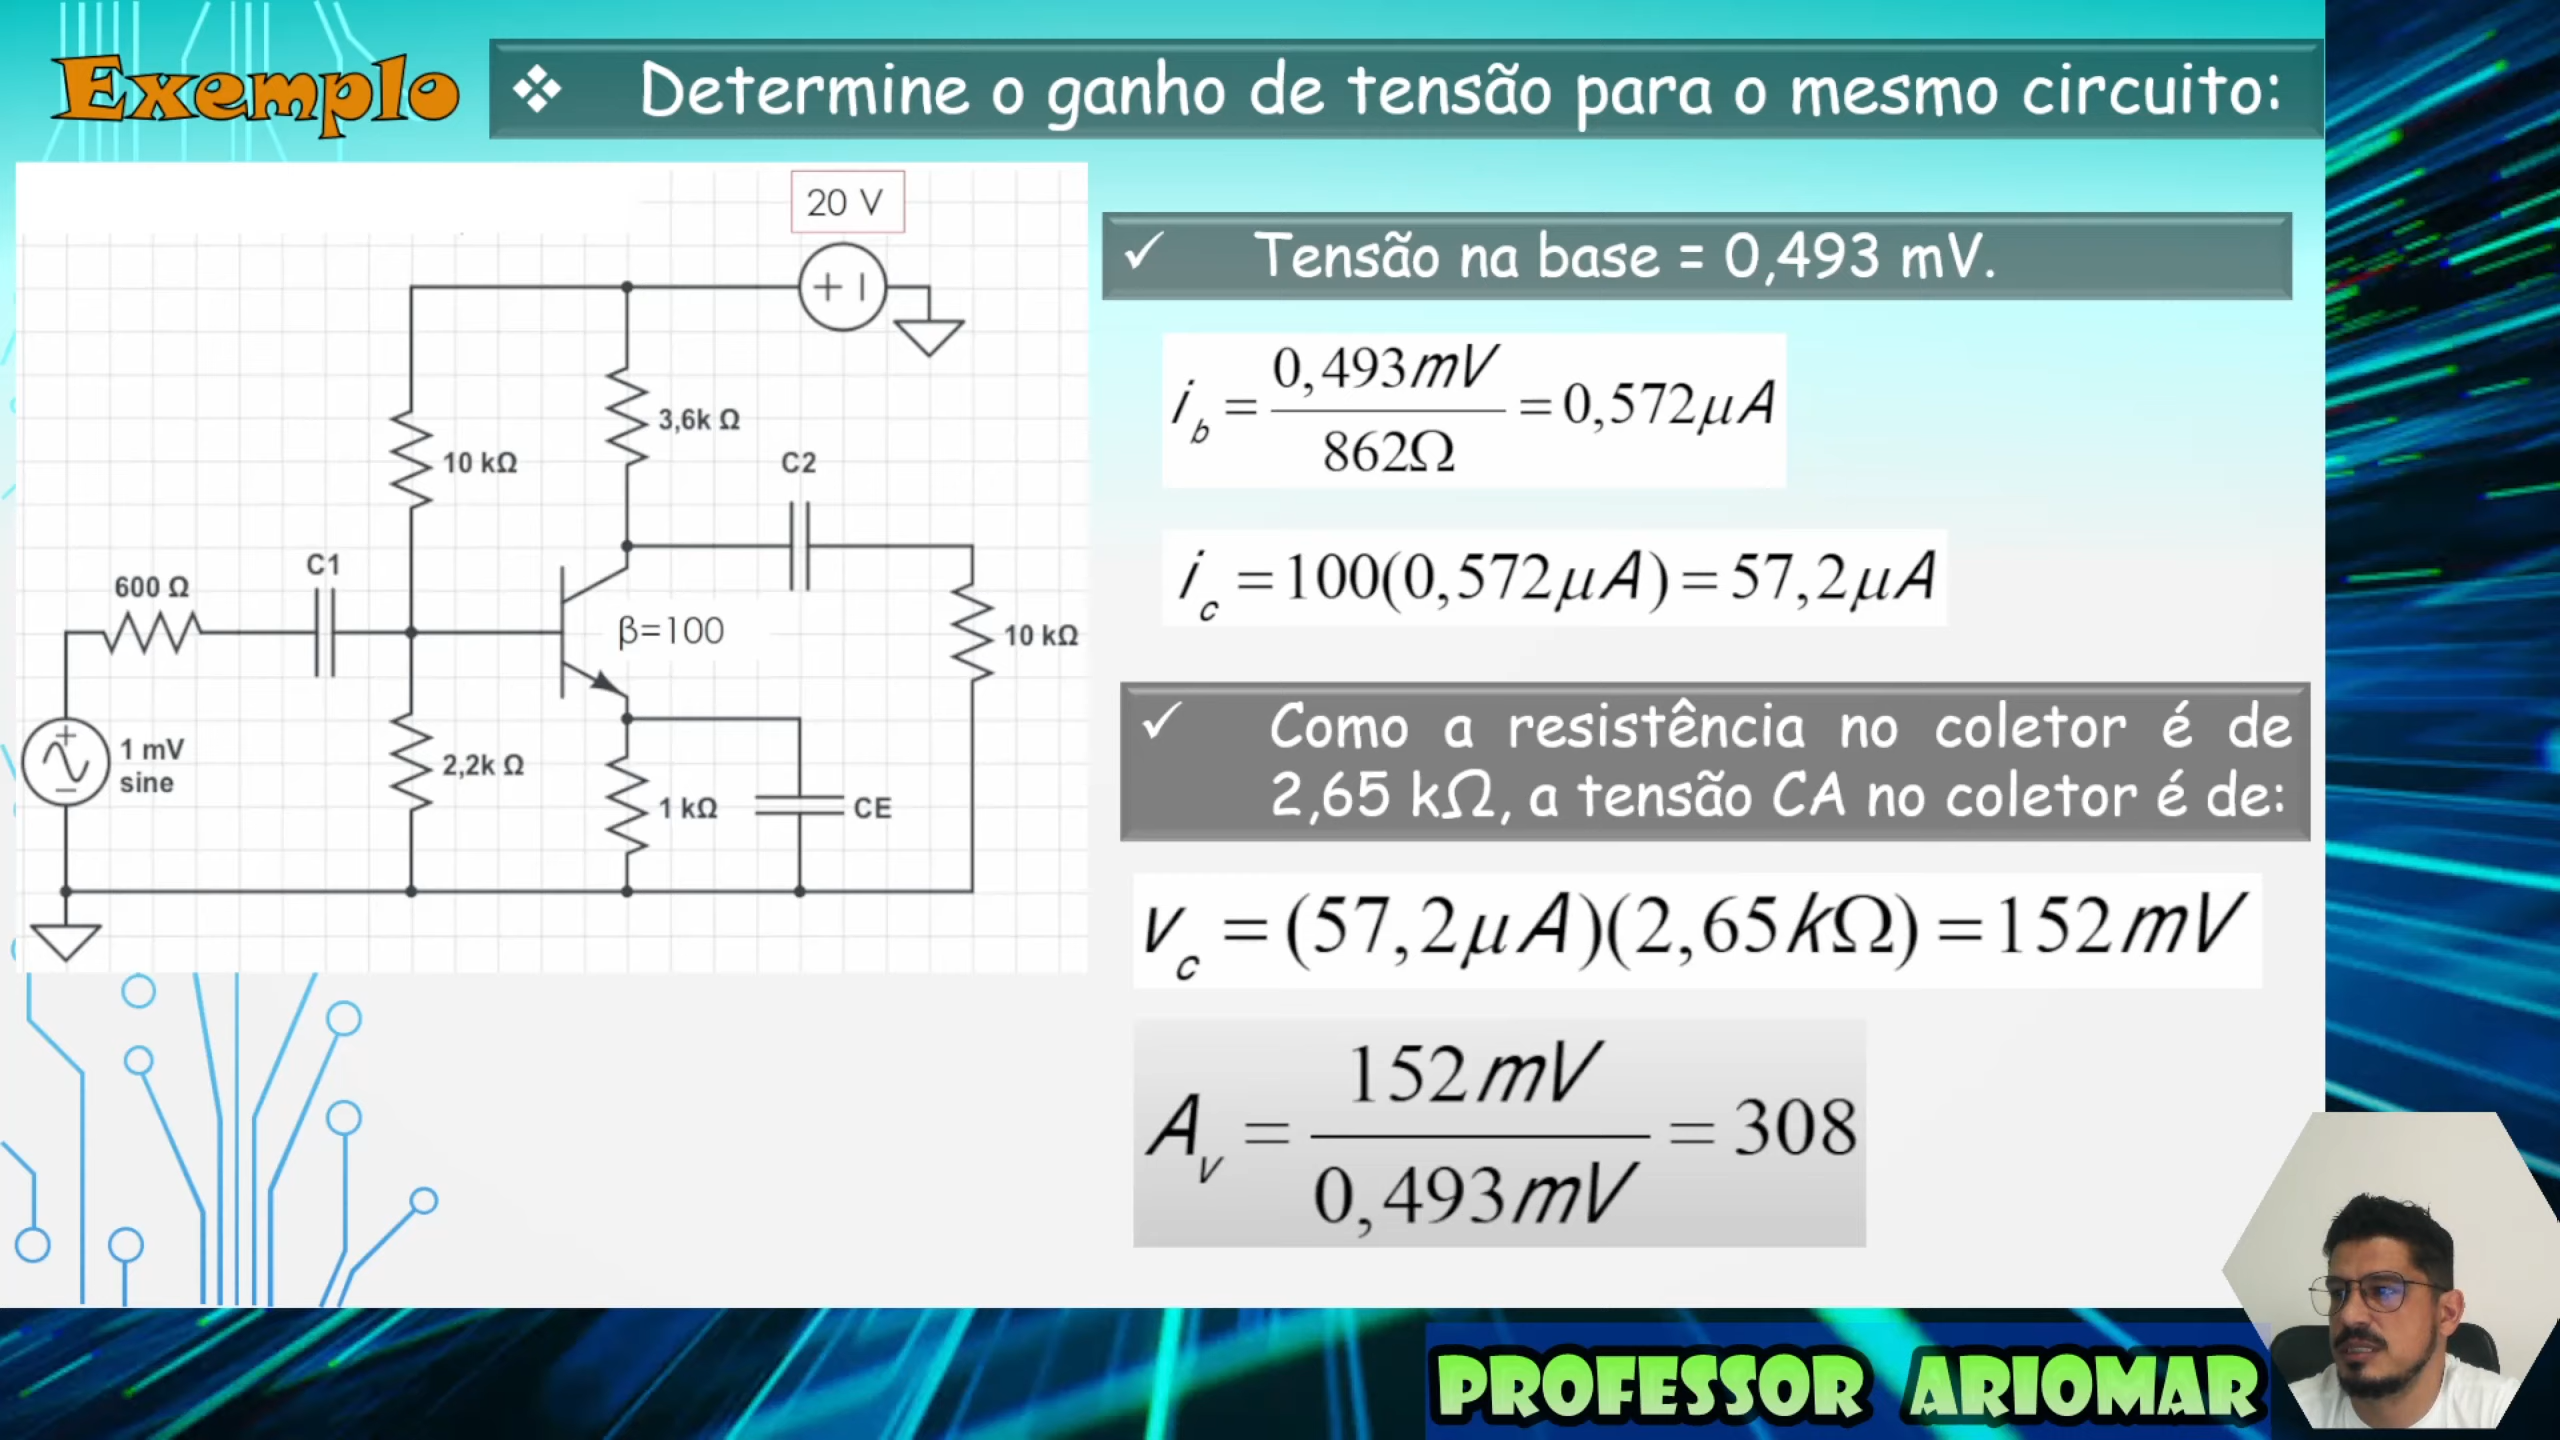 Exemplo
❖ Determine o ganho de tensão para o mesmo circuito:
20 V
3,6k Ω
10 kΩ
C2
C1
600 Ω
β=100
10 kΩ
1 mV
sine
2,2k Ω
1 kΩ
CE
✓ Tensão na base = 0,493 mV.
i_b = 0,493mV / 862Ω = 0,572µA
i_c = 100(0,572µA) = 57,2µA
✓ Como a resistência no coletor é de
2,65 kΩ, a tensão CA no coletor é de:
v_c = (57,2µA)(2,65kΩ) = 152mV
A_v = 152mV / 0,493mV = 308
PROFESSOR ARIOMAR